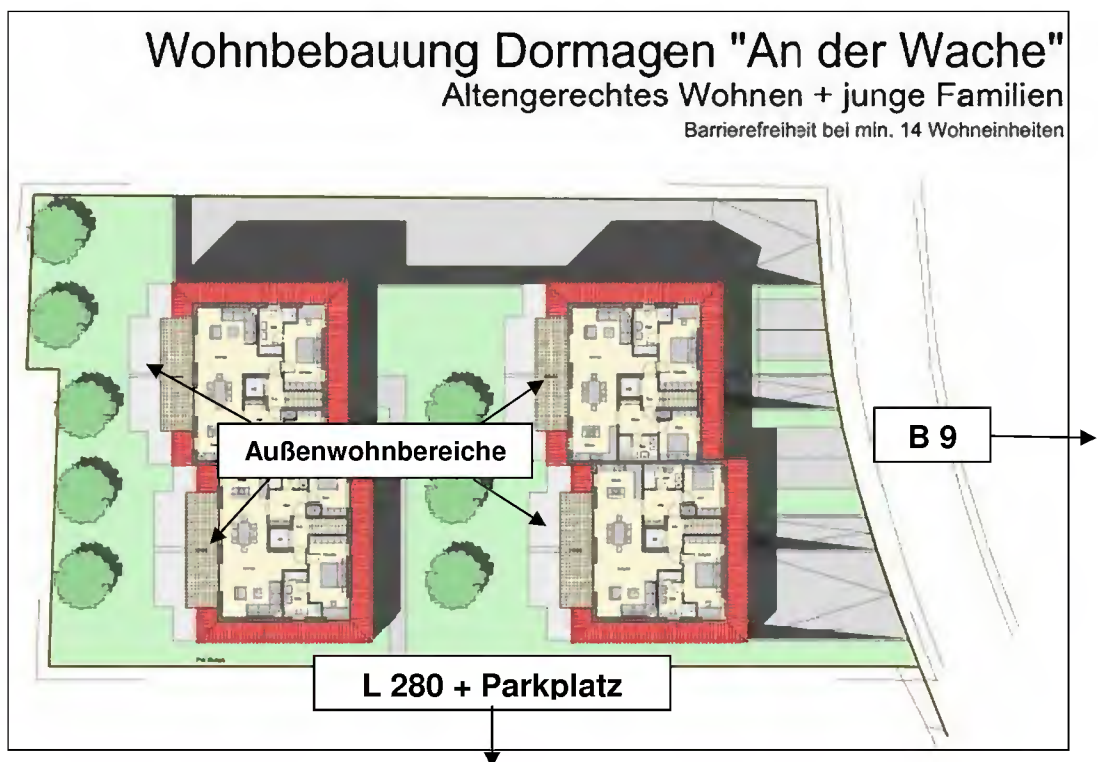 Wohnbebauung Dormagen "An der Wache"
Altengerechtes Wohnen + junge Familien
Barrierefreiheit bei min. 14 Wohneinheiten
B 9
Außenwohnbereiche
L 280 + Parkplatz